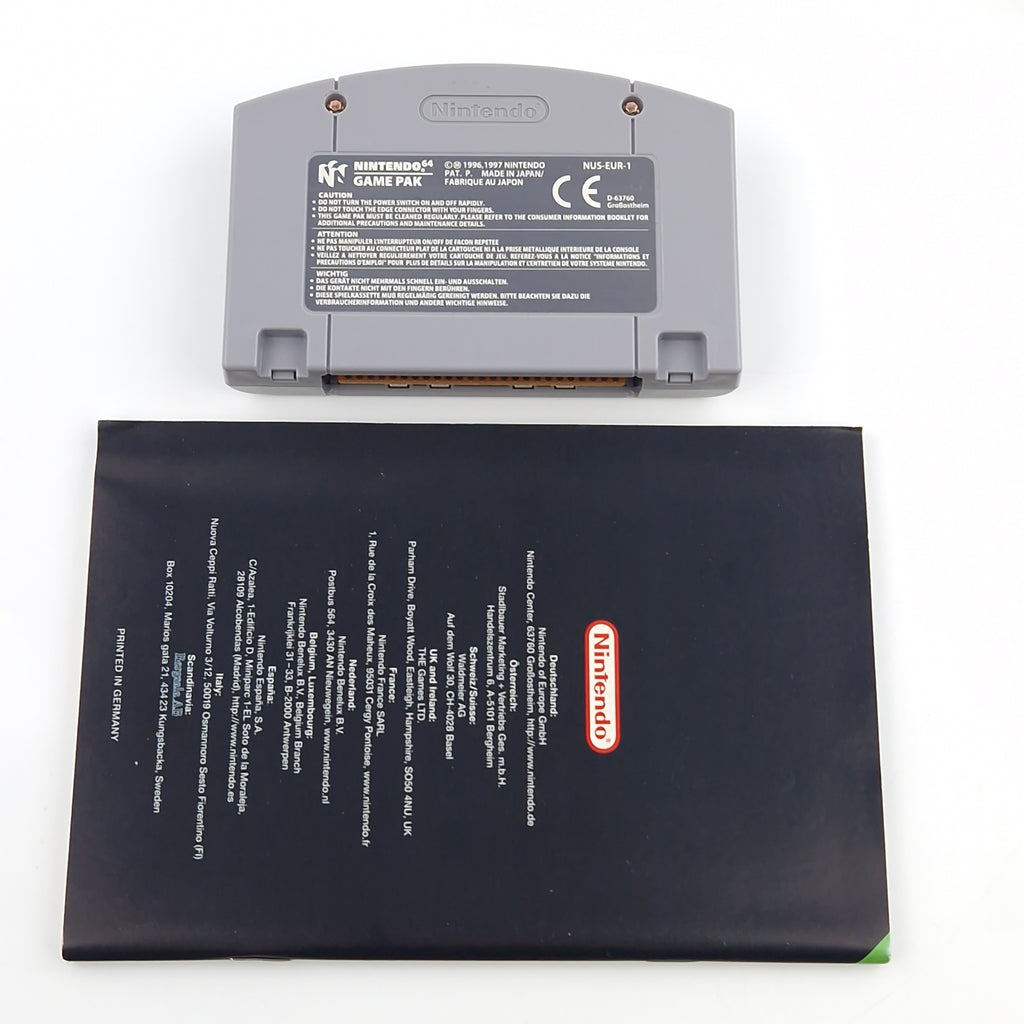 Nintendo®
NINTENDO⁶⁴
GAME PAK
©Ⓜ 1996,1997 NINTENDO
PAT. P. MADE IN JAPAN/
FABRIQUE AU JAPON
NUS-EUR-1
CE
D-63760
Großostheim
CAUTION
• DO NOT TURN THE POWER SWITCH ON AND OFF RAPIDLY.
• DO NOT TOUCH THE EDGE CONNECTOR WITH YOUR FINGERS.
• THIS GAME PAK MUST BE CLEANED REGULARLY. PLEASE REFER TO THE CONSUMER INFORMATION BOOKLET FOR
ADDITIONAL PRECAUTIONS AND MAINTENANCE DETAILS.
ATTENTION
• NE PAS MANIPULER L'INTERRUPTEUR ON/OFF DE FACON REPETEE
• NE PAS TOUCHER AU CONNECTEUR PLAT DE LA CARTOUCHE NI A LA PRISE METALLIQUE INTERIEURE DE LA CONSOLE
• VEILLEZ A NETTOYER REGULIEREMENT VOTRE CARTOUCHE DE JEU. REFEREZ-VOUS A LA NOTICE "INFORMATIONS ET
PRECAUTIONS D'EMPLOI" POUR PLUS DE DETAILS SUR LA MANIPULATION ET L'ENTRETIEN DE VOTRE SYSTEME NINTENDO.
WICHTIG
• DAS GERÄT NICHT MEHRMALS SCHNELL EIN- UND AUSSCHALTEN.
• DIE KONTAKTE NICHT MIT DEN FINGERN BERÜHREN.
• DIESE SPIELKASSETTE MUß REGELMÄßIG GEREINIGT WERDEN. BITTE BEACHTEN SIE DAZU DIE
VERBRAUCHERINFORMATION UND ANDERE WICHTIGE HINWEISE.
Nintendo®
Deutschland:
Nintendo of Europe GmbH
Nintendo Center, 63760 Großostheim, http://www.nintendo.de
Österreich:
Stadlbauer Marketing + Vertriebs Ges. m.b.H.
Handelszentrum 6, A-5101 Bergheim
Schweiz/Suisse:
Waldmeier AG
Auf dem Wolf 30, CH-4028 Basel
UK and Ireland:
THE Games LTD.
Parham Drive, Boyatt Wood, Eastleigh, Hampshire, SO50 4NU, UK
France:
Nintendo France SARL
1, Rue de la Croix des Maheux, 95031 Cergy Pontoise, www.nintendo.fr
Nederland:
Nintendo Benelux B.V.
Postbus 564, 3430 AN Nieuwegein, www.nintendo.nl
Belgium, Luxembourg:
Nintendo Benelux B.V., Belgium Branch
Frankrijklei 31–33, B-2000 Antwerpen
España:
Nintendo España, S.A.
C/Azalea, 1-Edificio D, Miniparc 1-EL Soto de la Moraleja,
28109 Alcobendas (Madrid), http://www.nintendo.es
Italy:
Nuova Ceppi Ratti, Via Volturno 3/12, 50019 Osmannoro Sesto Fiorentino (FI)
Scandinavia:
Bergsala AB
Box 10204, Marios gata 21, 43423 Kungsbacka, Sweden
PRINTED IN GERMANY